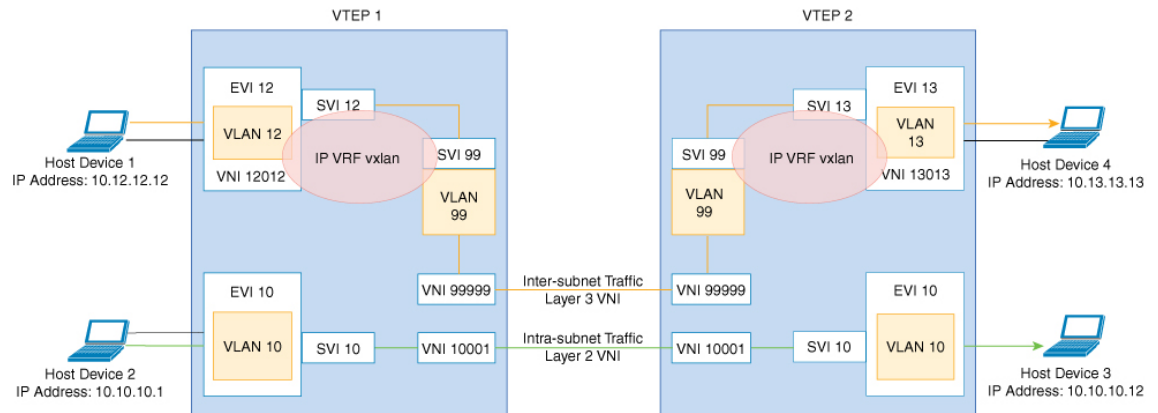 VTEP 1
VTEP 2
EVI 12
SVI 12
VLAN 12
IP VRF vxlan
SVI 99
VNI 12012
VLAN
99
Host Device 1
IP Address: 10.12.12.12
EVI 13
SVI 13
VLAN
13
IP VRF vxlan
SVI 99
VNI 13013
VLAN
99
Host Device 4
IP Address: 10.13.13.13
VNI 99999
Inter-subnet Traffic
Layer 3 VNI
VNI 99999
EVI 10
VLAN 10
SVI 10
VNI 10001
Intra-subnet Traffic
Layer 2 VNI
VNI 10001
SVI 10
EVI 10
VLAN 10
Host Device 2
IP Address: 10.10.10.1
Host Device 3
IP Address: 10.10.10.12